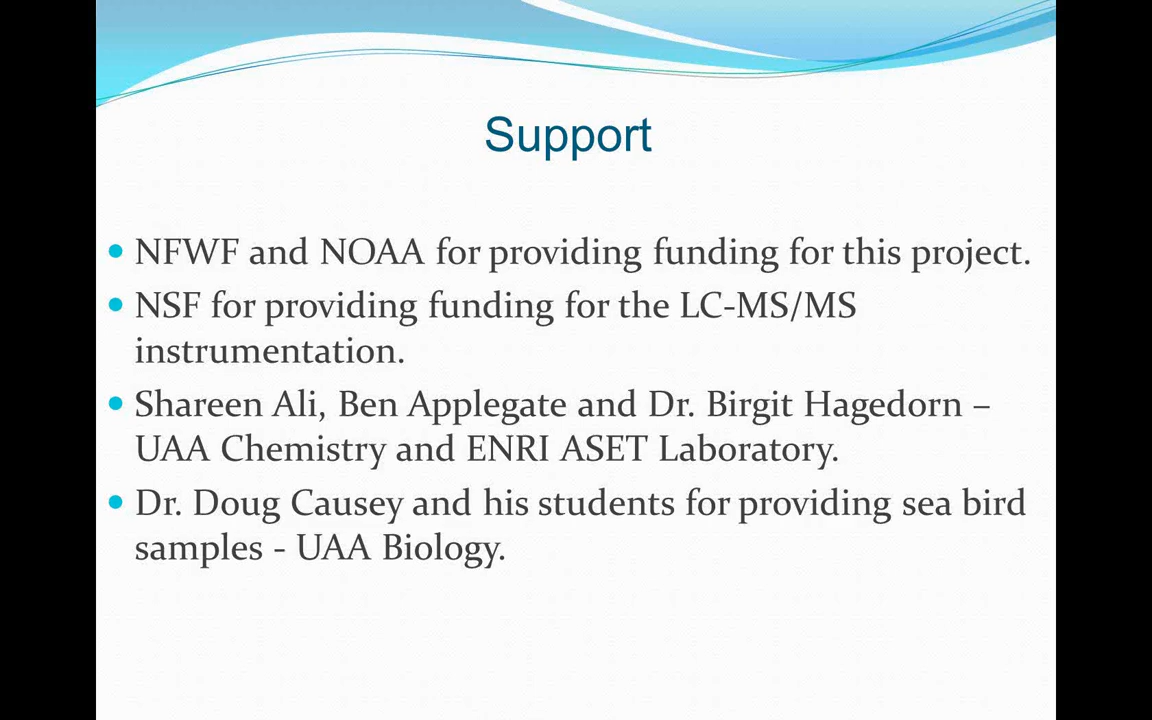 Support
• NFWF and NOAA for providing funding for this project.
• NSF for providing funding for the LC-MS/MS
instrumentation.
• Shareen Ali, Ben Applegate and Dr. Birgit Hagedorn –
UAA Chemistry and ENRI ASET Laboratory.
• Dr. Doug Causey and his students for providing sea bird
samples - UAA Biology.